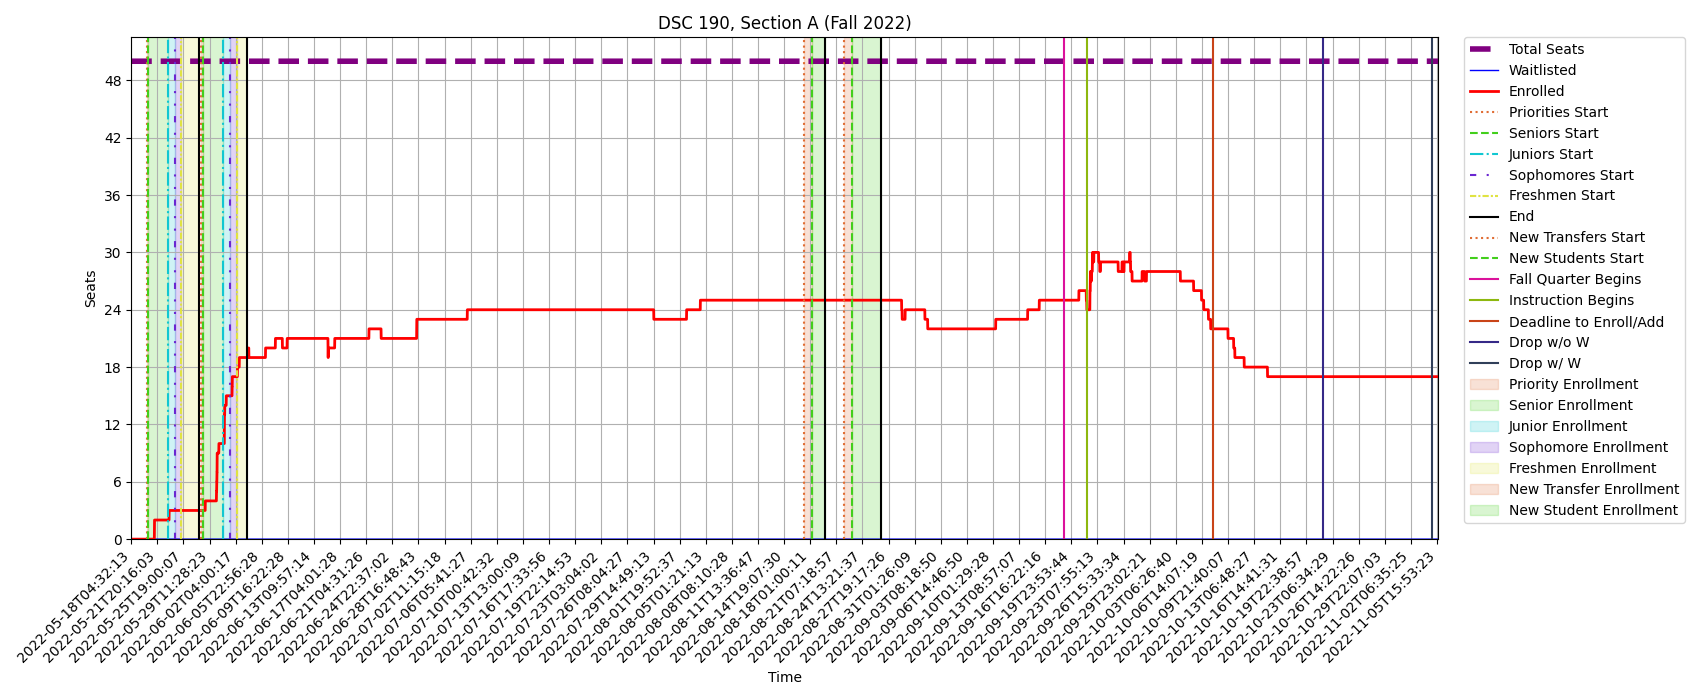 DSC 190, Section A (Fall 2022)
Seats
48
42
36
30
24
18
12
6
0
2022-05-18T04:32:13
2022-05-21T20:16:03
2022-05-25T19:00:07
2022-05-29T11:28:23
2022-06-02T04:00:17
2022-06-05T22:56:28
2022-06-09T16:22:28
2022-06-13T09:57:14
2022-06-17T04:01:28
2022-06-21T04:31:26
2022-06-24T22:37:02
2022-06-28T16:48:43
2022-07-02T11:15:18
2022-07-06T05:41:27
2022-07-10T00:42:32
2022-07-13T13:00:09
2022-07-16T17:33:56
2022-07-19T22:14:53
2022-07-23T03:04:02
2022-07-26T08:04:27
2022-07-29T14:49:13
2022-08-01T19:52:37
2022-08-05T01:21:13
2022-08-08T08:10:28
2022-08-11T13:36:47
2022-08-14T19:07:30
2022-08-18T01:00:11
2022-08-21T07:18:57
2022-08-24T13:21:37
2022-08-27T19:17:26
2022-08-31T01:26:09
2022-09-03T08:18:50
2022-09-06T14:46:50
2022-09-10T01:29:28
2022-09-13T08:57:07
2022-09-16T16:22:16
2022-09-19T23:53:44
2022-09-23T07:55:13
2022-09-26T15:33:34
2022-09-29T23:02:21
2022-10-03T06:26:40
2022-10-06T14:07:19
2022-10-09T21:40:07
2022-10-13T06:48:27
2022-10-16T14:41:31
2022-10-19T22:38:57
2022-10-23T06:34:29
2022-10-26T14:22:26
2022-10-29T22:07:03
2022-11-02T06:35:25
2022-11-05T15:53:23
Time
Total Seats
Waitlisted
Enrolled
Priorities Start
Seniors Start
Juniors Start
Sophomores Start
Freshmen Start
End
New Transfers Start
New Students Start
Fall Quarter Begins
Instruction Begins
Deadline to Enroll/Add
Drop w/o W
Drop w/ W
Priority Enrollment
Senior Enrollment
Junior Enrollment
Sophomore Enrollment
Freshmen Enrollment
New Transfer Enrollment
New Student Enrollment